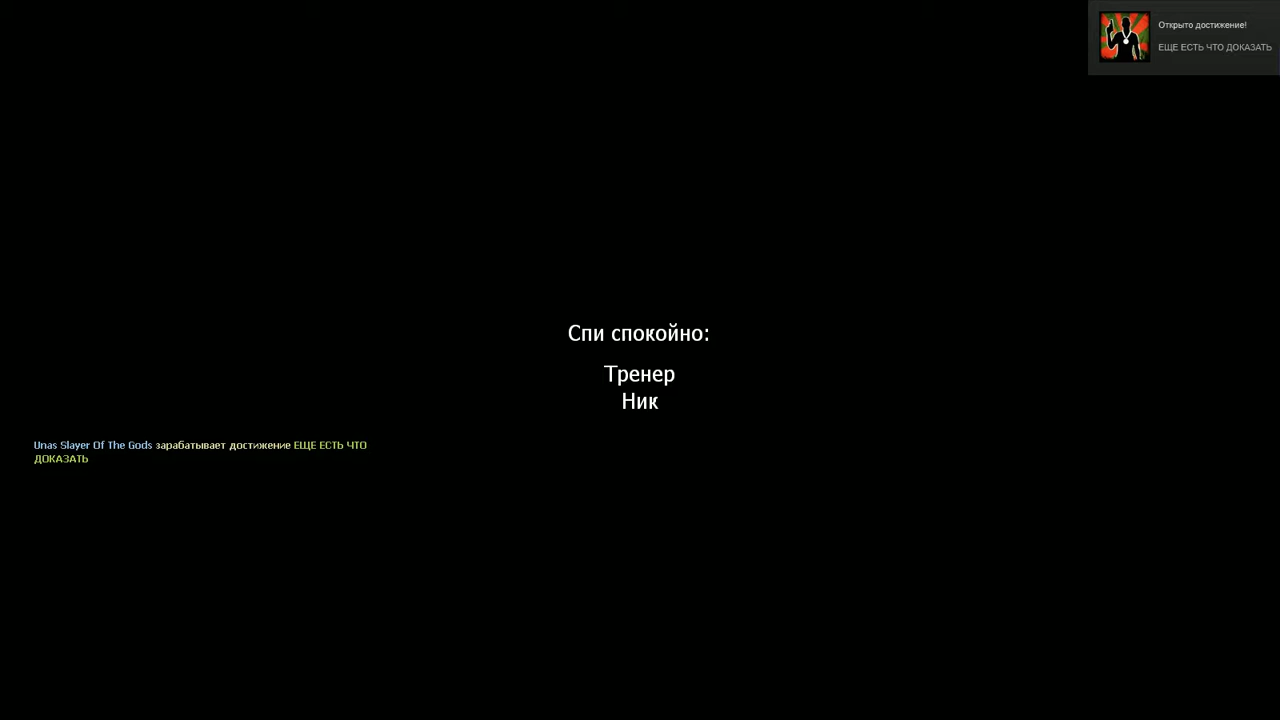 Открыто достижение!
ЕЩЕ ЕСТЬ ЧТО ДОКАЗАТЬ
Спи спокойно:
Тренер
Ник
Unas Slayer Of The Gods зарабатывает достижение ЕЩЕ ЕСТЬ ЧТО
ДОКАЗАТЬ